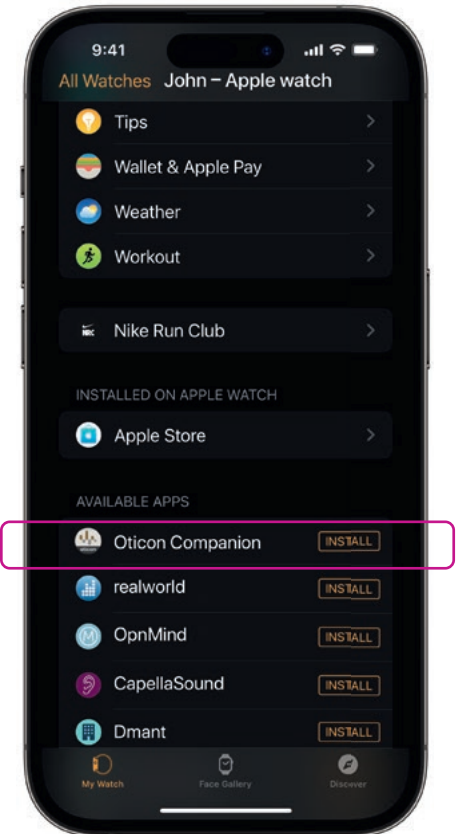 9:41
All Watches John – Apple watch
Tips
Wallet & Apple Pay
Weather
Workout
NRC
Nike Run Club
INSTALLED ON APPLE WATCH
Apple Store
AVAILABLE APPS
Oticon Companion INSTALL
realworld INSTALL
OpnMind INSTALL
CapellaSound INSTALL
Dmant INSTALL
My Watch Face Gallery Discover